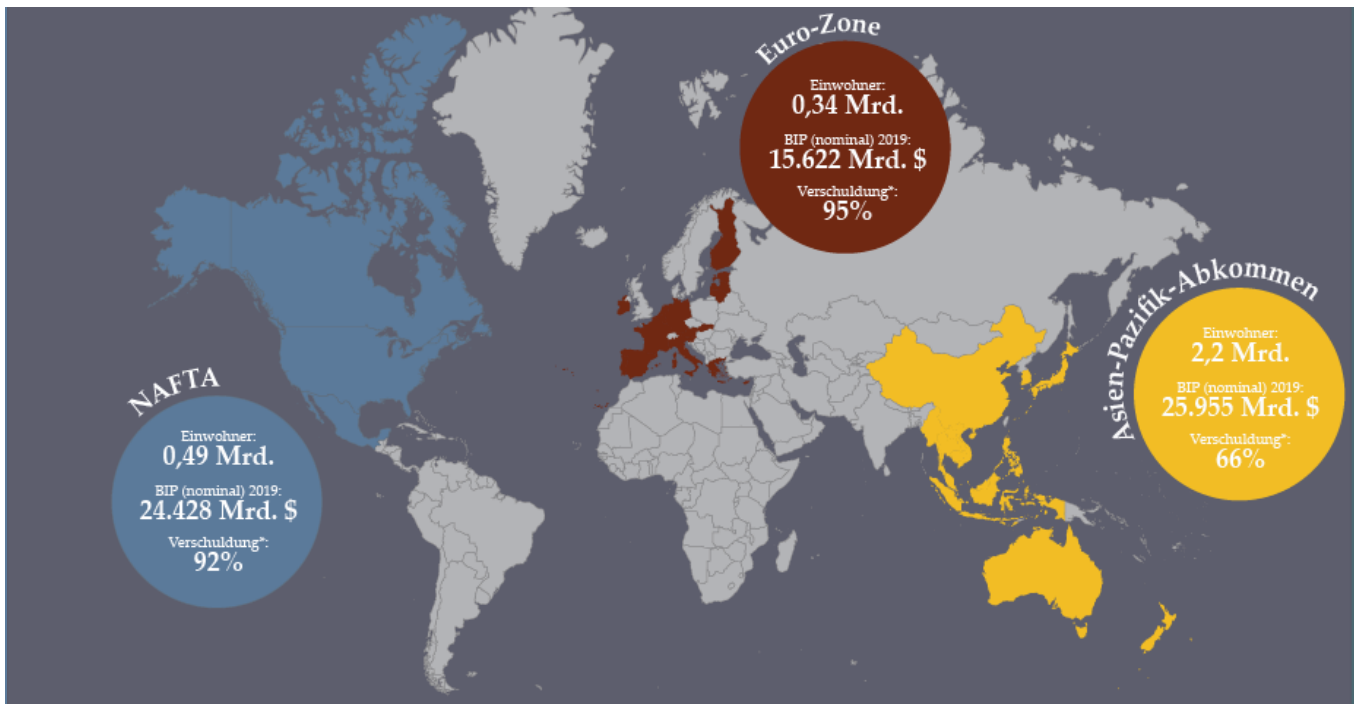 Euro-Zone
Einwohner:
0,34 Mrd.
BIP (nominal) 2019:
15.622 Mrd. $
Verschuldung*:
95%
Asien-Pazifik-Abkommen
Einwohner:
2,2 Mrd.
BIP (nominal) 2019:
25.955 Mrd. $
Verschuldung*:
66%
NAFTA
Einwohner:
0,49 Mrd.
BIP (nominal) 2019:
24.428 Mrd. $
Verschuldung*:
92%